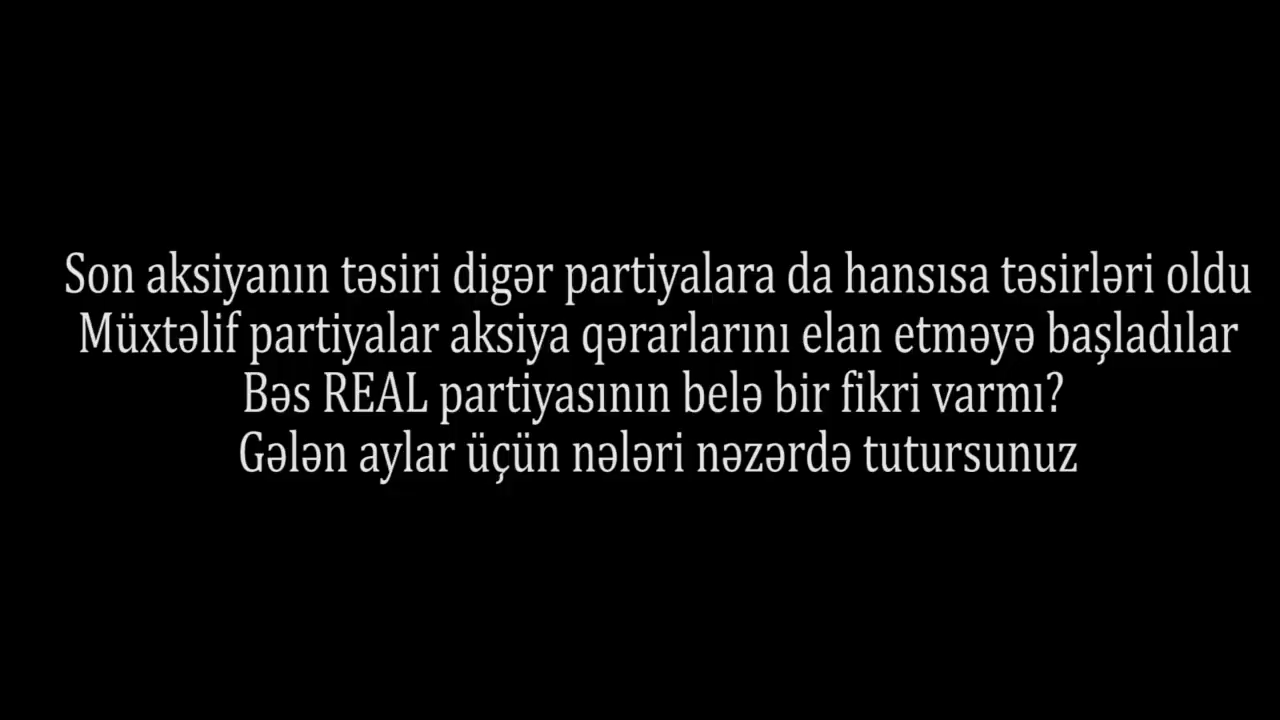 Son aksiyanın təsiri digər partiyalara da hansısa təsirləri oldu
Müxtəlif partiyalar aksiya qərarlarını elan etməyə başladılar
Bəs REAL partiyasının belə bir fikri varmı?
Gələn aylar üçün nələri nəzərdə tutursunuz